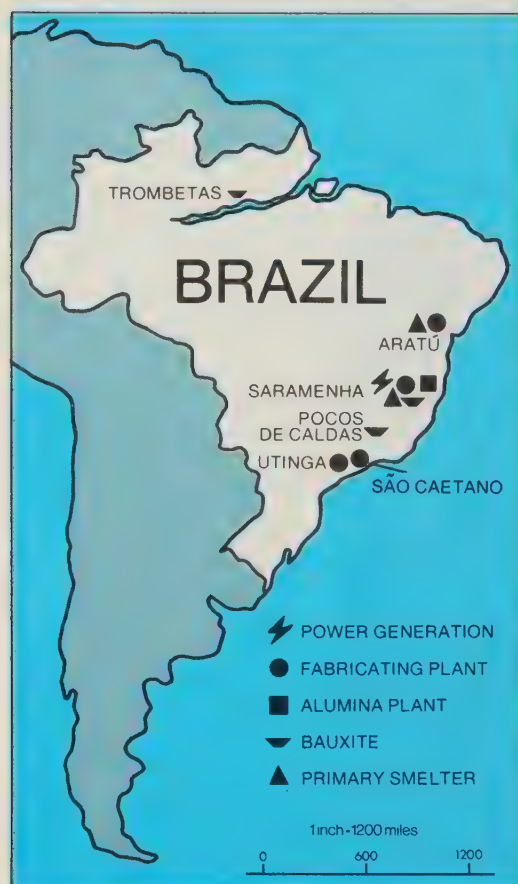 TROMBETAS
BRAZIL
ARATÚ
SARAMENHA
POCOS
DE CALDAS
UTINGA
SÃO CAETANO
POWER GENERATION
FABRICATING PLANT
ALUMINA PLANT
BAUXITE
PRIMARY SMELTER
1 inch - 1200 miles
0 600 1200